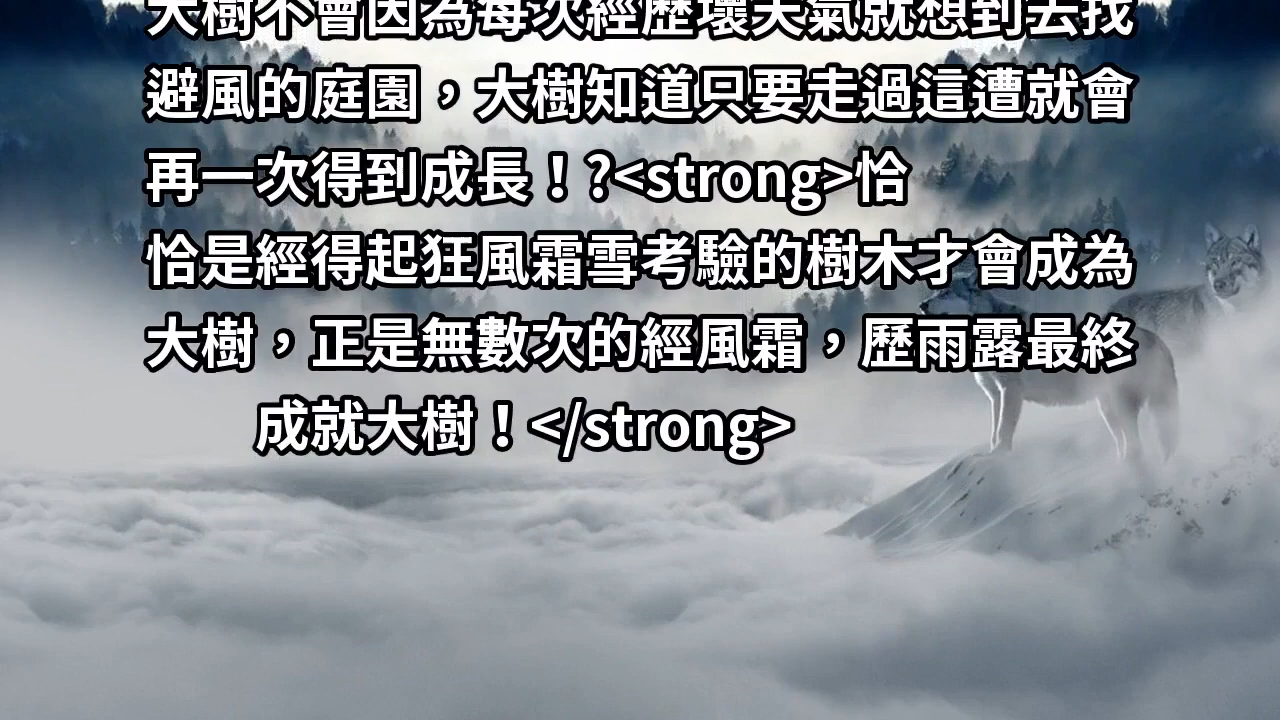 大樹不會因為每次經歷壞天氣就想到去找
避風的庭園，大樹知道只要走過這遭就會
再一次得到成長！?<strong>恰
恰是經得起狂風霜雪考驗的樹木才會成為
大樹，正是無數次的經風霜，歷雨露最終
成就大樹！</strong>